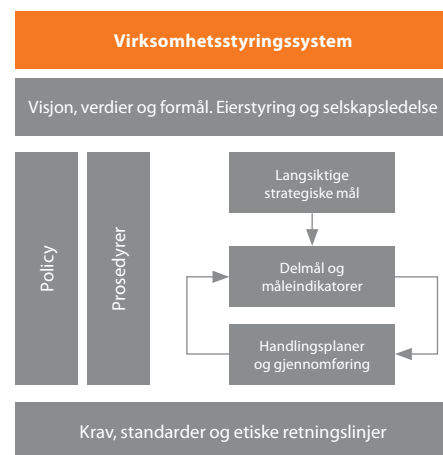 Virksomhetsstyringssystem
Visjon, verdier og formål. Eierstyring og selskapsledelse
Policy
Prosedyrer
Langsiktige
strategiske mål
Delmål og
måleindikatorer
Handlingsplaner
og gjennomføring
Krav, standarder og etiske retningslinjer